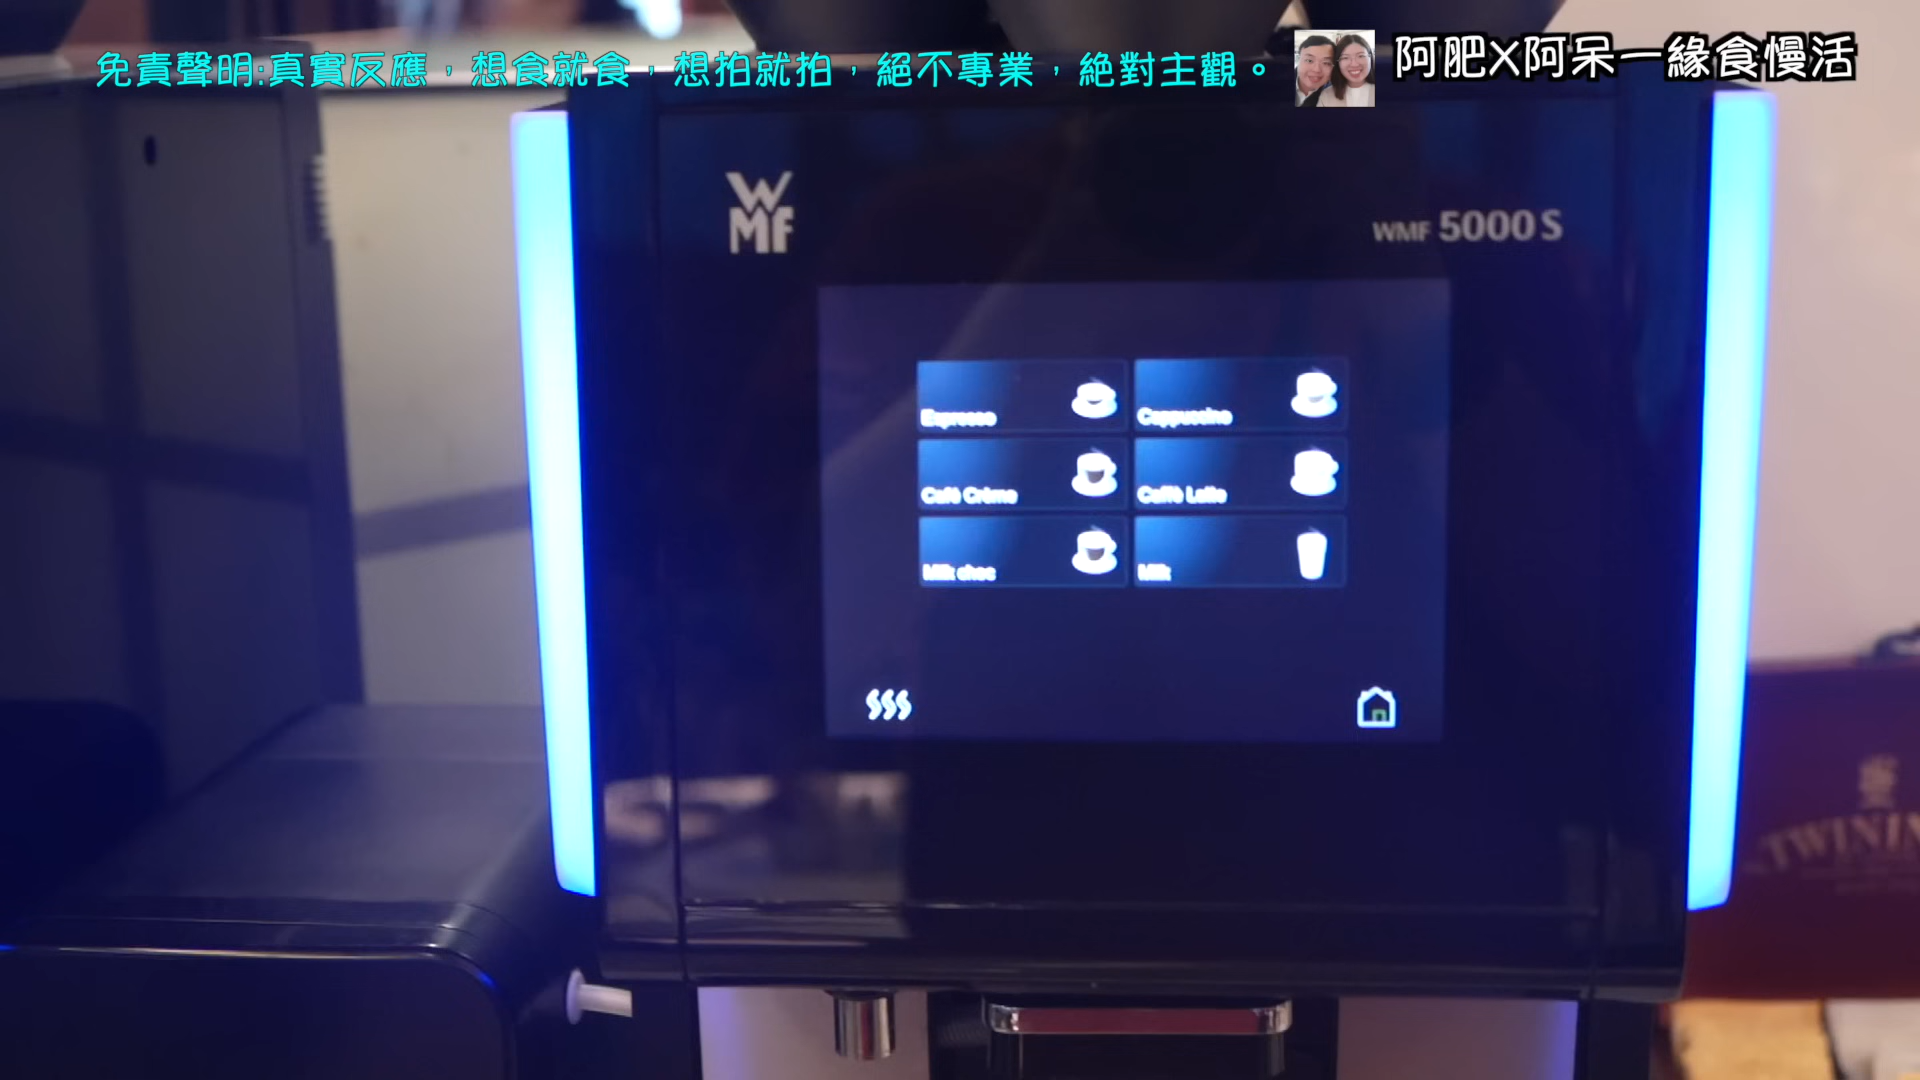 免責聲明:真實反應，想食就食，想拍就拍，絕不專業，絶對主觀。
阿肥X阿呆一緣食慢活
WMF
WMF 5000 S
Espresso
Cappuccino
Café Crème
Caffè Latte
Milk choc
Milk